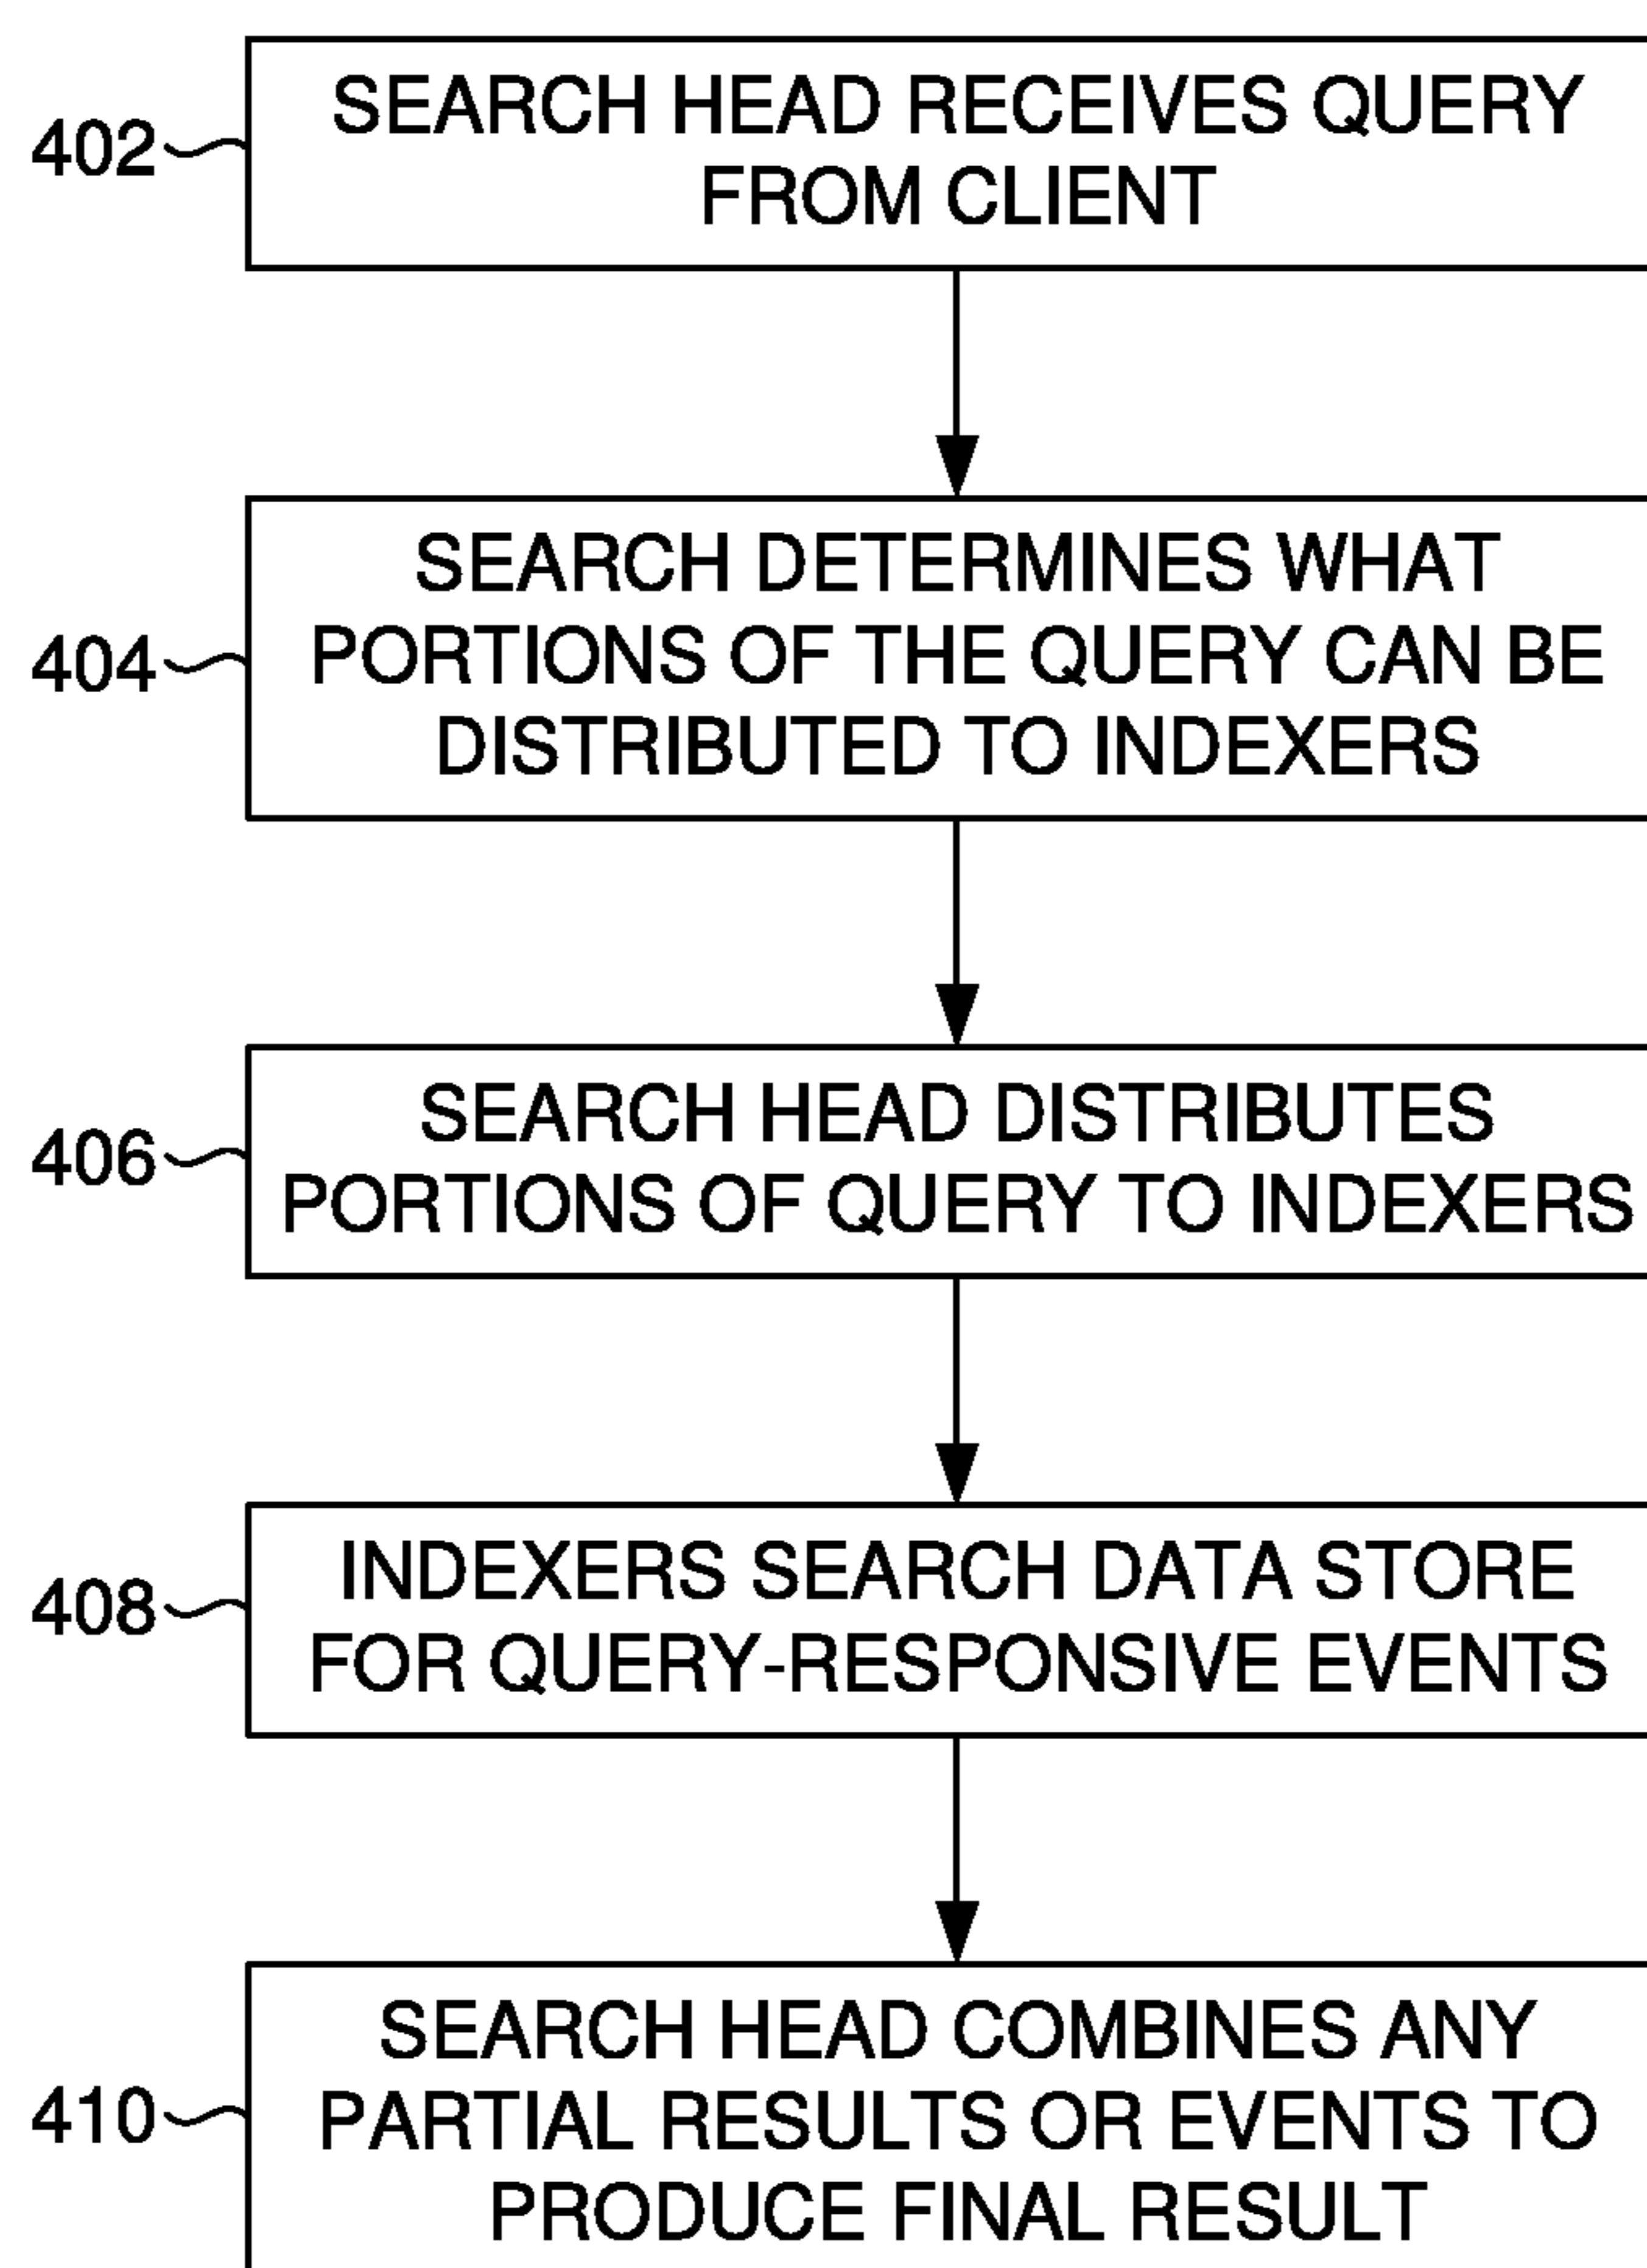 SEARCH HEAD RECEIVES QUERY
402
FROM CLIENT
SEARCH DETERMINES WHAT
404
PORTIONS OF THE QUERY CAN BE
DISTRIBUTED TO INDEXERS
SEARCH HEAD DISTRIBUTES
406
PORTIONS OF QUERY TO INDEXERS
INDEXERS SEARCH DATA STORE
408
FOR QUERY-RESPONSIVE EVENTS
SEARCH HEAD COMBINES ANY
410
PARTIAL RESULTS OR EVENTS TO
PRODUCE FINAL RESULT